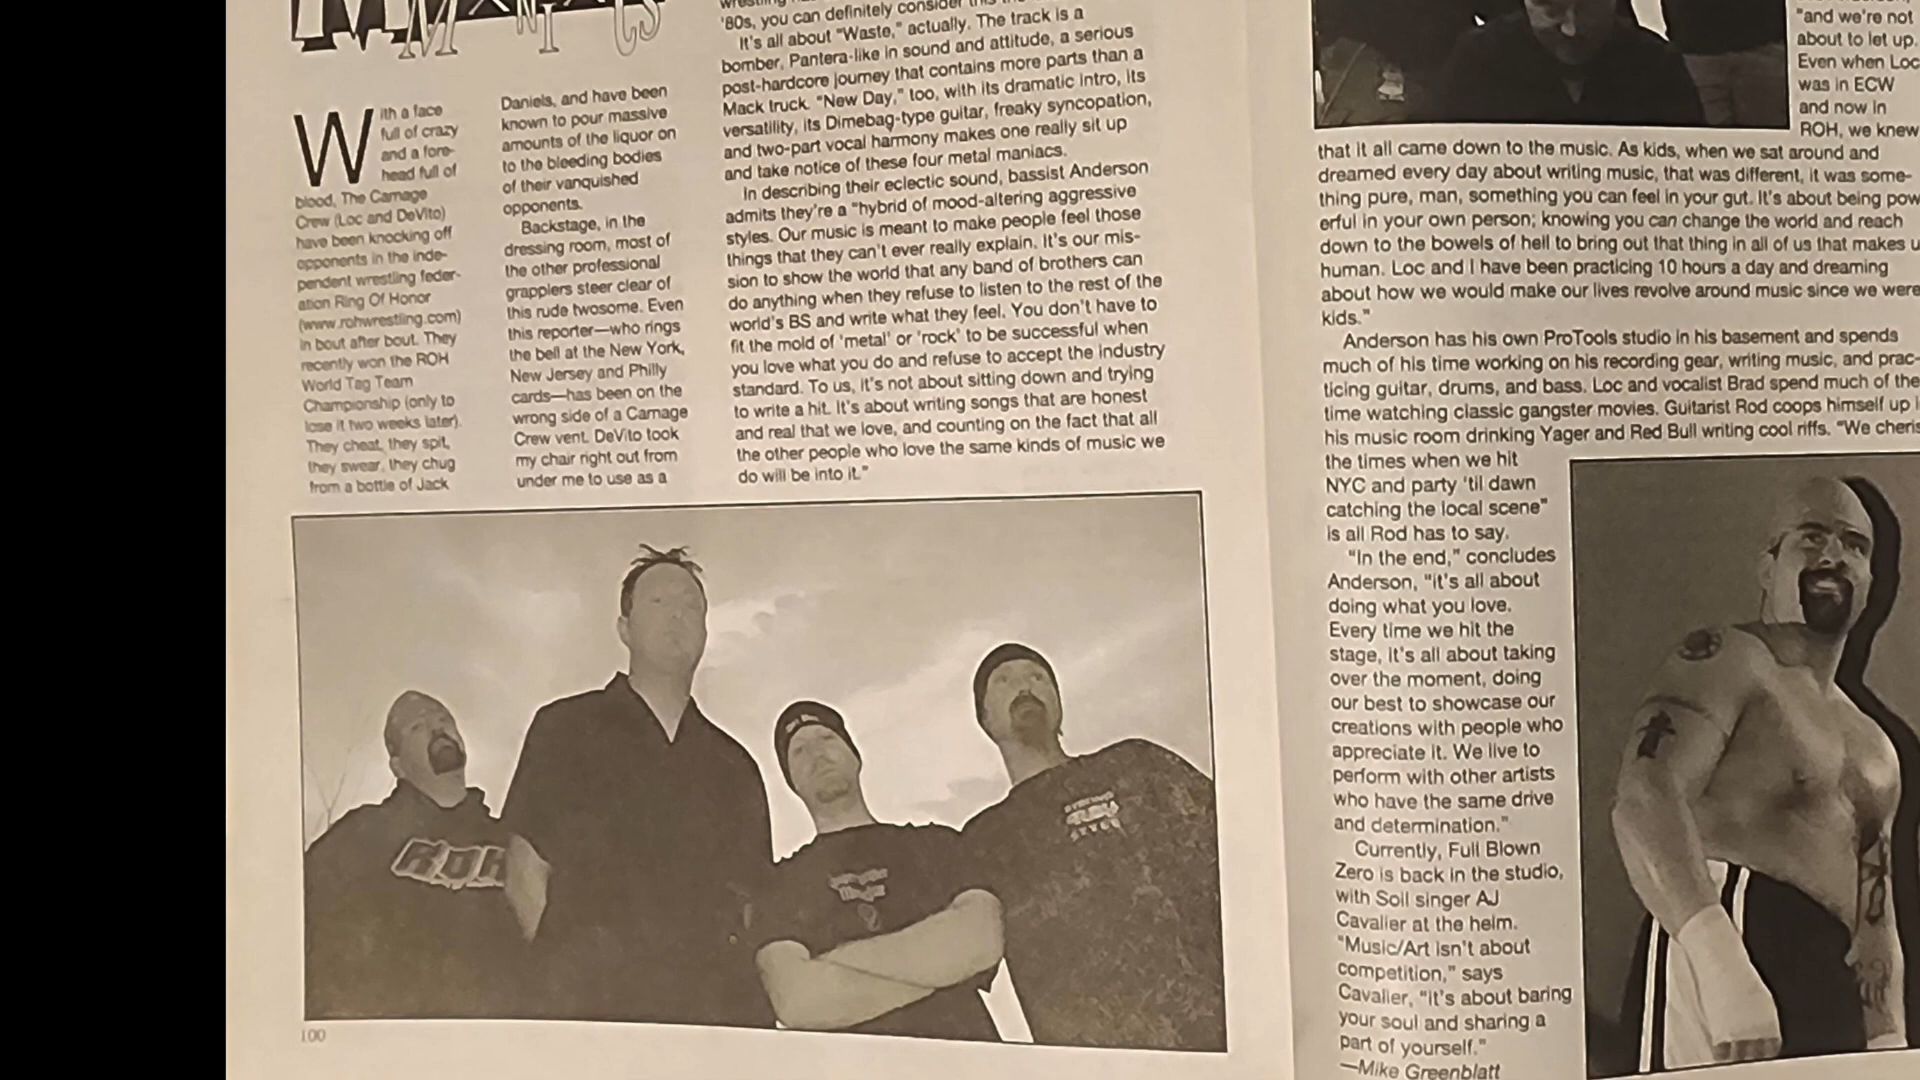 ith a face
full of crazy
and a fore-
head full of
blood, The Carnage
Crew (Loc and DeVito)
have been knocking off
opponents in the inde-
pendent wrestling feder-
ation Ring Of Honor
(www.rohwrestling.com)
in bout after bout. They
recently won the ROH
World Tag Team
Championship (only to
lose it two weeks later).
They cheat, they spit,
they swear, they chug
from a bottle of Jack
W
Daniels, and have been
known to pour massive
amounts of the liquor on
to the bleeding bodies
of their vanquished
opponents.
Backstage, in the
dressing room, most of
the other professional
grapplers steer clear of
this rude twosome. Even
this reporter—who rings
the bell at the New York,
New Jersey and Philly
cards—has been on the
wrong side of a Carnage
Crew vent. DeVito took
my chair right out from
under me to use as a
'80s, you can definitely consider
It's all about "Waste," actually. The track is a
bomber, Pantera-like in sound and attitude, a serious
post-hardcore journey that contains more parts than a
Mack truck. "New Day," too, with its dramatic intro, its
versatility, its Dimebag-type guitar, freaky syncopation,
and two-part vocal harmony makes one really sit up
and take notice of these four metal maniacs.
In describing their eclectic sound, bassist Anderson
admits they're a "hybrid of mood-altering aggressive
styles. Our music is meant to make people feel those
things that they can't ever really explain. It's our mis-
sion to show the world that any band of brothers can
do anything when they refuse to listen to the rest of the
world's BS and write what they feel. You don't have to
fit the mold of 'metal' or 'rock' to be successful when
you love what you do and refuse to accept the industry
standard. To us, it's not about sitting down and trying
to write a hit. It's about writing songs that are honest
and real that we love, and counting on the fact that all
the other people who love the same kinds of music we
do will be into it."
ROH
100
"and we're not
about to let up.
Even when Loc
was in ECW
and now in
ROH, we knew
that it all came down to the music. As kids, when we sat around and
dreamed every day about writing music, that was different, it was some-
thing pure, man, something you can feel in your gut. It's about being pow
erful in your own person; knowing you can change the world and reach
down to the bowels of hell to bring out that thing in all of us that makes u
human. Loc and I have been practicing 10 hours a day and dreaming
about how we would make our lives revolve around music since we were
kids."
Anderson has his own ProTools studio in his basement and spends
much of his time working on his recording gear, writing music, and prac-
ticing guitar, drums, and bass. Loc and vocalist Brad spend much of the
time watching classic gangster movies. Guitarist Rod coops himself up i
his music room drinking Yager and Red Bull writing cool riffs. "We cheris
the times when we hit
NYC and party 'til dawn
catching the local scene"
is all Rod has to say.
"In the end," concludes
Anderson, "it's all about
doing what you love.
Every time we hit the
stage, it's all about taking
over the moment, doing
our best to showcase our
creations with people who
appreciate it. We live to
perform with other artists
who have the same drive
and determination."
Currently, Full Blown
Zero is back in the studio,
with Soil singer AJ
Cavalier at the helm.
"Music/Art isn't about
competition," says
Cavalier, "it's about baring
your soul and sharing a
part of yourself."
—Mike Greenblatt